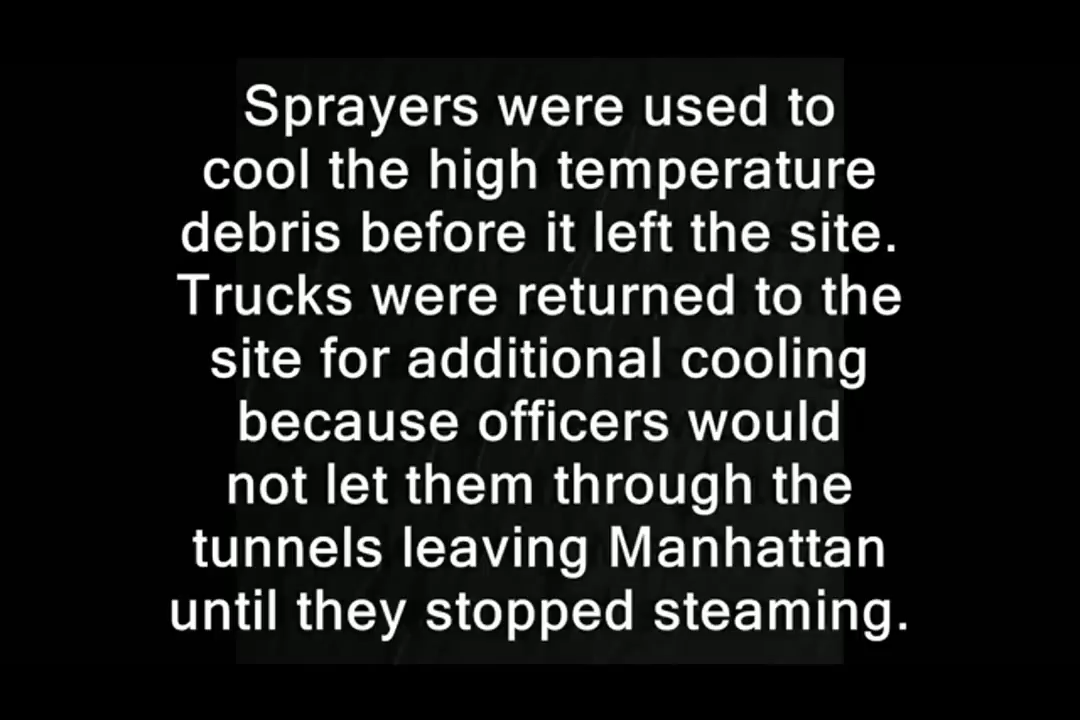 Sprayers were used to
cool the high temperature
debris before it left the site.
Trucks were returned to the
site for additional cooling
because officers would
not let them through the
tunnels leaving Manhattan
until they stopped steaming.